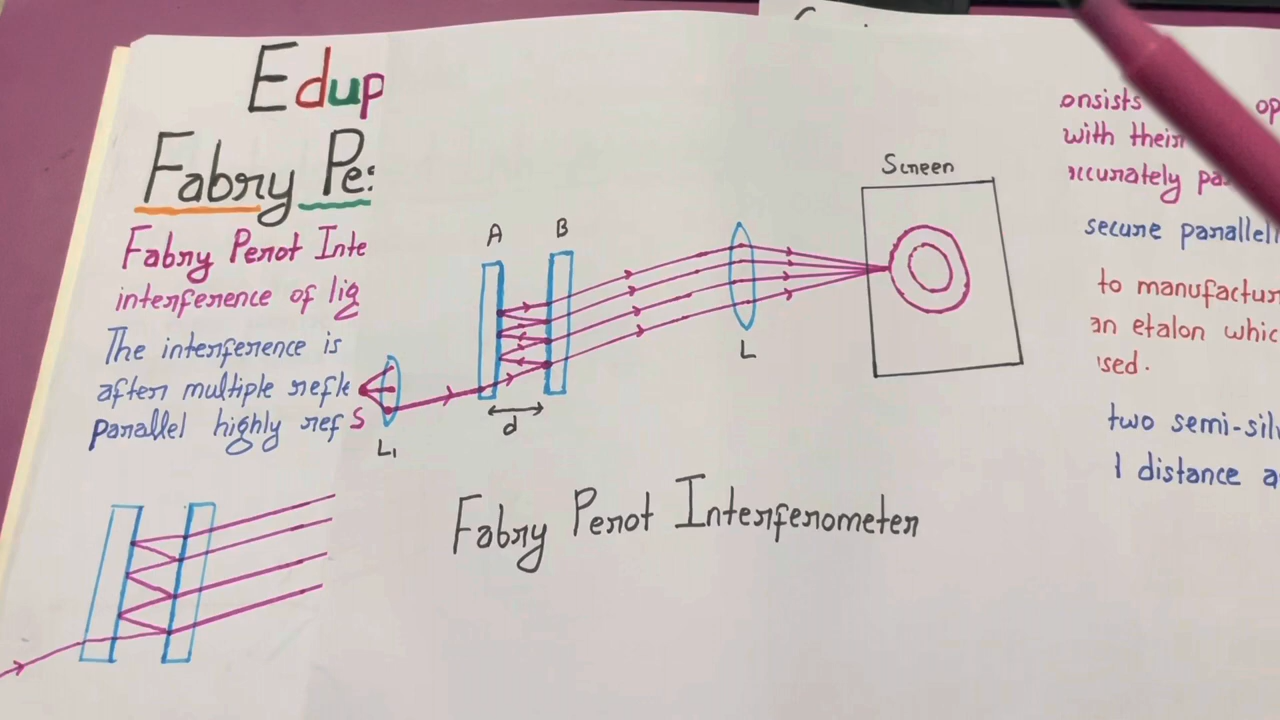 Edup
Fabry Pe
Fabry Perot Inte
interference of lig
The interference is
after multiple refle
parallel highly ref
S
L₁
A
B
d
L
Screen
Fabry Perot Interferometer
onsists op
with their
ccurately pa
secure parallel
to manufactur
an etalon whic
used.
two semi-silv
d distance a